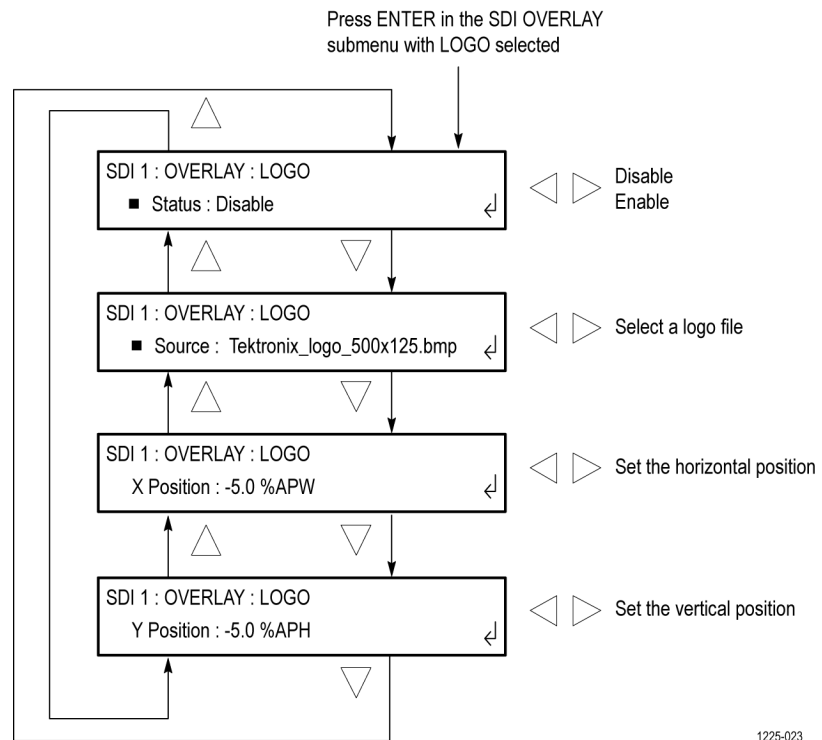 Press ENTER in the SDI OVERLAY
submenu with LOGO selected
SDI 1 : OVERLAY : LOGO
■ Status : Disable
Disable
Enable
SDI 1 : OVERLAY : LOGO
■ Source : Tektronix_logo_500x125.bmp
Select a logo file
SDI 1 : OVERLAY : LOGO
X Position : -5.0 %APW
Set the horizontal position
SDI 1 : OVERLAY : LOGO
Y Position : -5.0 %APH
Set the vertical position
1225-023